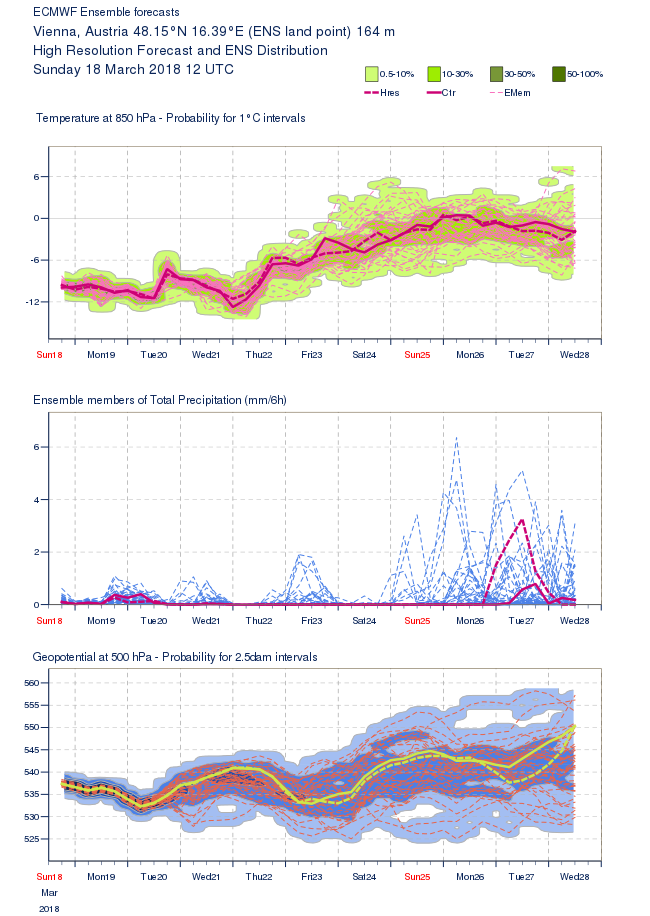 ECMWF Ensemble forecasts
Vienna, Austria 48.15°N 16.39°E (ENS land point) 164 m
High Resolution Forecast and ENS Distribution
Sunday 18 March 2018 12 UTC
0.5-10% 10-30% 30-50% 50-100%
Hres Ctr EMem
Temperature at 850 hPa - Probability for 1°C intervals
6
0
-6
-12
Sun18 Mon19 Tue20 Wed21 Thu22 Fri23 Sat24 Sun25 Mon26 Tue27 Wed28
Ensemble members of Total Precipitation (mm/6h)
6
4
2
0
Sun18 Mon19 Tue20 Wed21 Thu22 Fri23 Sat24 Sun25 Mon26 Tue27 Wed28
Geopotential at 500 hPa - Probability for 2.5dam intervals
560
555
550
545
540
535
530
525
Sun18 Mon19 Tue20 Wed21 Thu22 Fri23 Sat24 Sun25 Mon26 Tue27 Wed28
Mar
2018